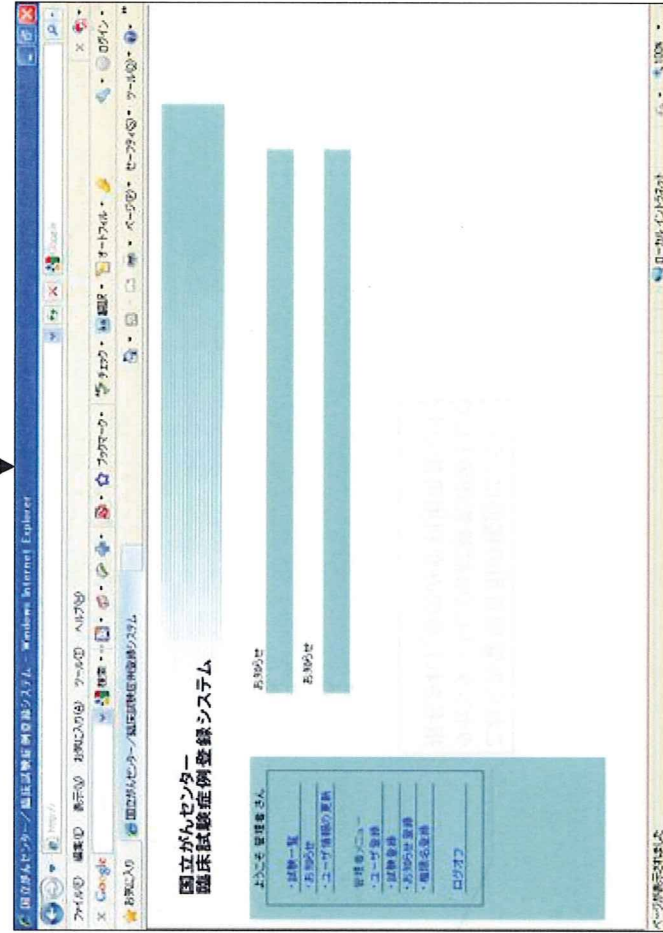 国立がんセンター/ 臨床試験症例登録システム - Windows Internet Explorer
http://
Google
ファイル(F) 編集(E) 表示(V) お気に入り(A) ツール(T) ヘルプ(H)
x Google 検索 ブックマーク チェック 翻訳 オートフィル ログイン
お気に入り 国立がんセンター/臨床試験症例登録システム ページ(P) セーフティ(S) ツール(O)
国立がんセンター
臨床試験症例登録システム
ようこそ 管理者 さん
・試験一覧
・お知らせ
・ユーザ情報の更新
管理者メニュー
・ユーザ登録
・試験登録
・お知らせ登録
・権限名登録
ログオフ
お知らせ
お知らせ
ページが表示されました ローカル イントラネット 100%